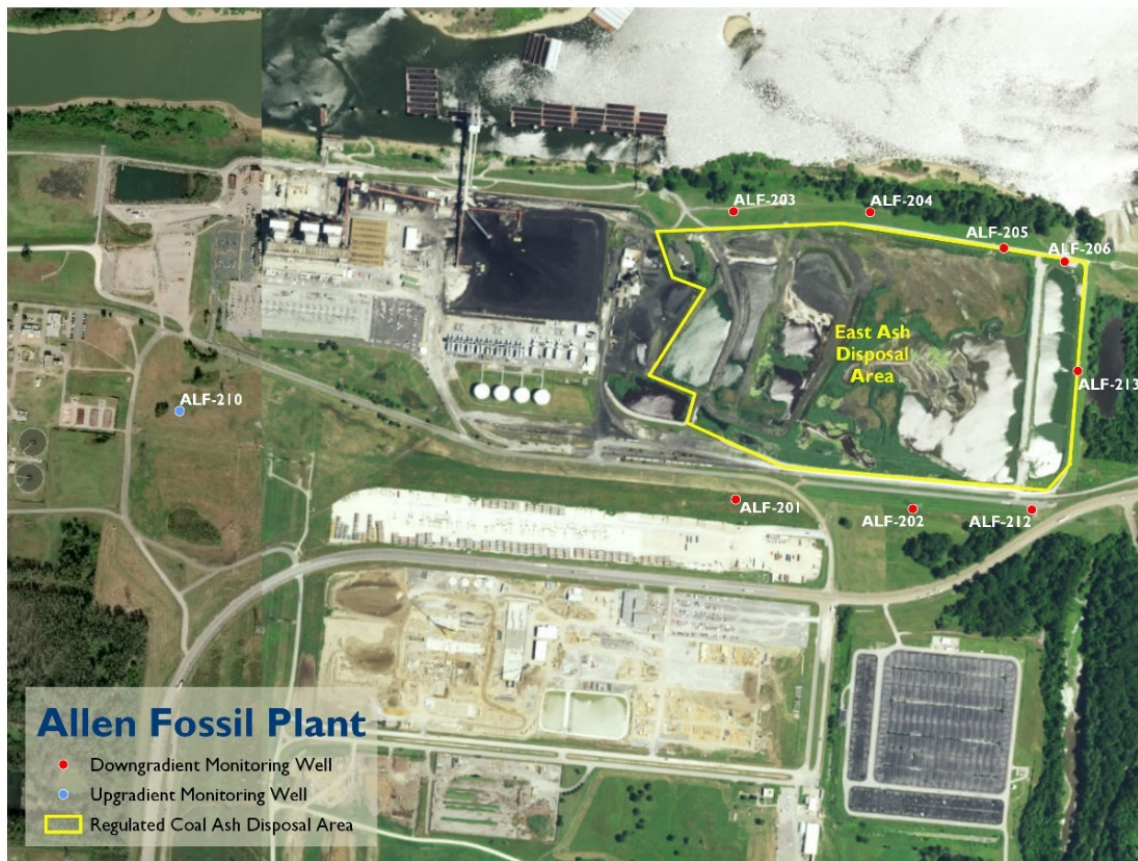 ALF-203
ALF-204
ALF-205
ALF-206
East Ash
Disposal
Area
ALF-213
ALF-210
ALF-201
ALF-202
ALF-212
Allen Fossil Plant
Downgradient Monitoring Well
Upgradient Monitoring Well
Regulated Coal Ash Disposal Area